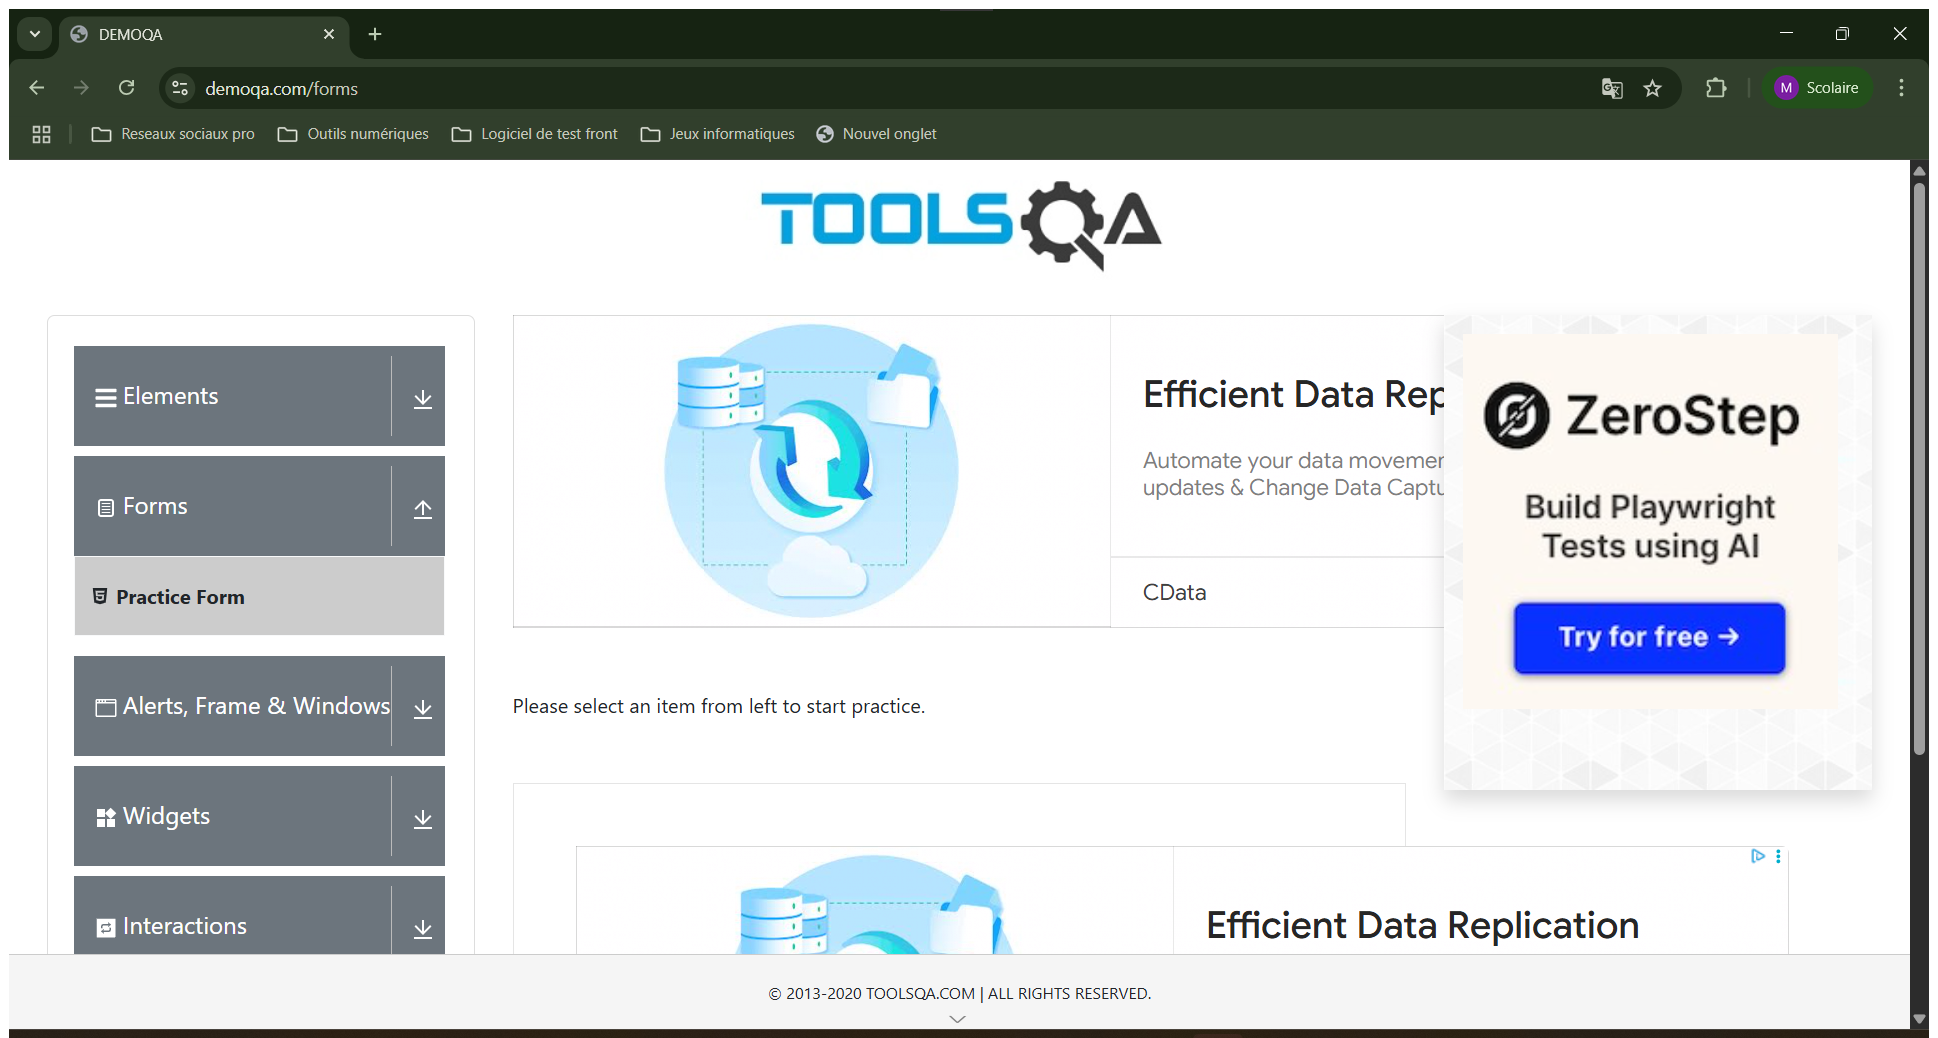 DEMOQA
demoqa.com/forms
M Scolaire
Reseaux sociaux pro
Outils numériques
Logiciel de test front
Jeux informatiques
Nouvel onglet
TOOLSQA
Elements
Forms
Practice Form
Alerts, Frame & Windows
Widgets
Interactions
Efficient Data Rep
Automate your data movemen
updates & Change Data Captu
CData
ZeroStep
Build Playwright
Tests using AI
Try for free →
Please select an item from left to start practice.
Efficient Data Replication
© 2013-2020 TOOLSQA.COM | ALL RIGHTS RESERVED.